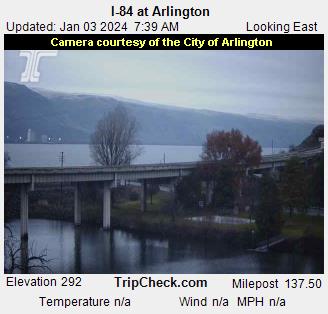 I-84 at Arlington
Updated: Jan 03 2024 7:39 AM Looking East
Camera courtesy of the City of Arlington
Elevation 292 TripCheck.com Milepost 137.50
Temperature n/a Wind n/a MPH n/a